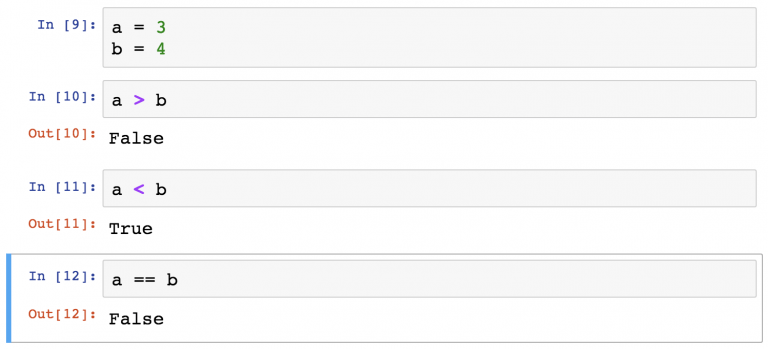 In [9]: a = 3
b = 4
In [10]: a > b
Out[10]: False
In [11]: a < b
Out[11]: True
In [12]: a == b
Out[12]: False